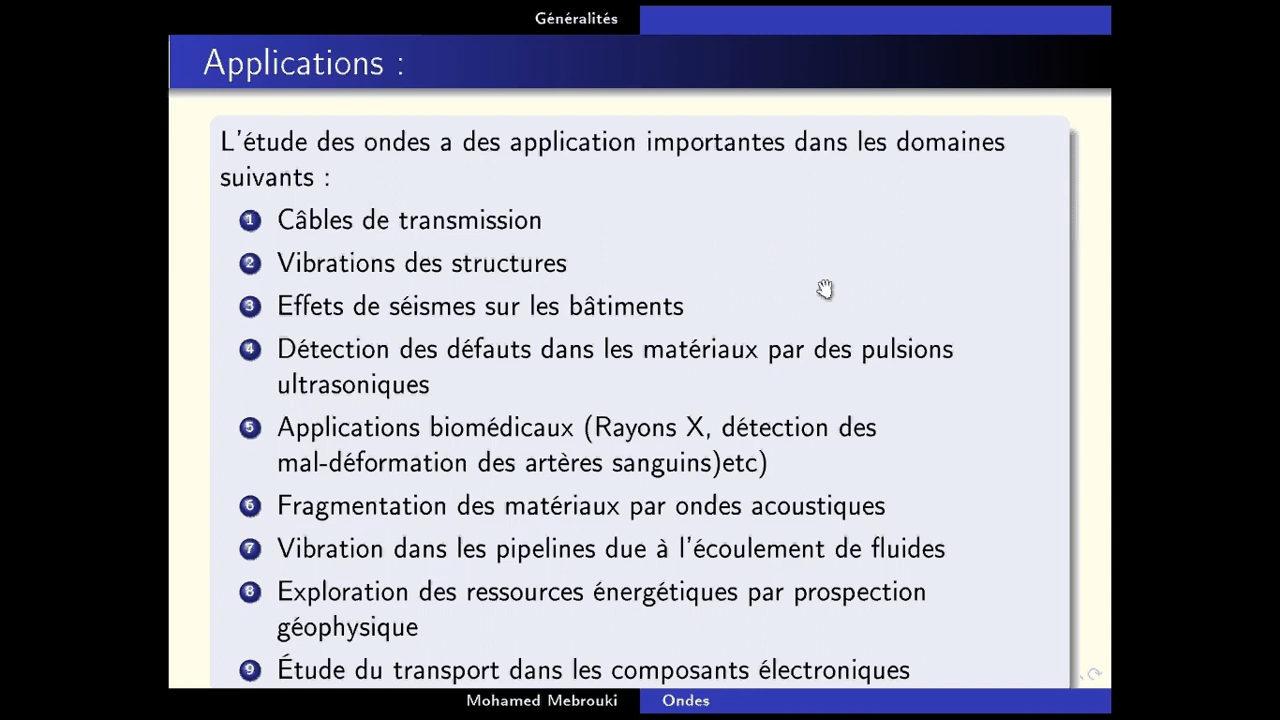 Généralités
Applications :
L'étude des ondes a des application importantes dans les domaines
suivants :
1 Câbles de transmission
2 Vibrations des structures
3 Effets de séismes sur les bâtiments
4 Détection des défauts dans les matériaux par des pulsions
ultrasoniques
5 Applications biomédicaux (Rayons X, détection des
mal-déformation des artères sanguins)etc)
6 Fragmentation des matériaux par ondes acoustiques
7 Vibration dans les pipelines due à l'écoulement de fluides
8 Exploration des ressources énergétiques par prospection
géophysique
9 Étude du transport dans les composants électroniques
Mohamed Mebrouki Ondes